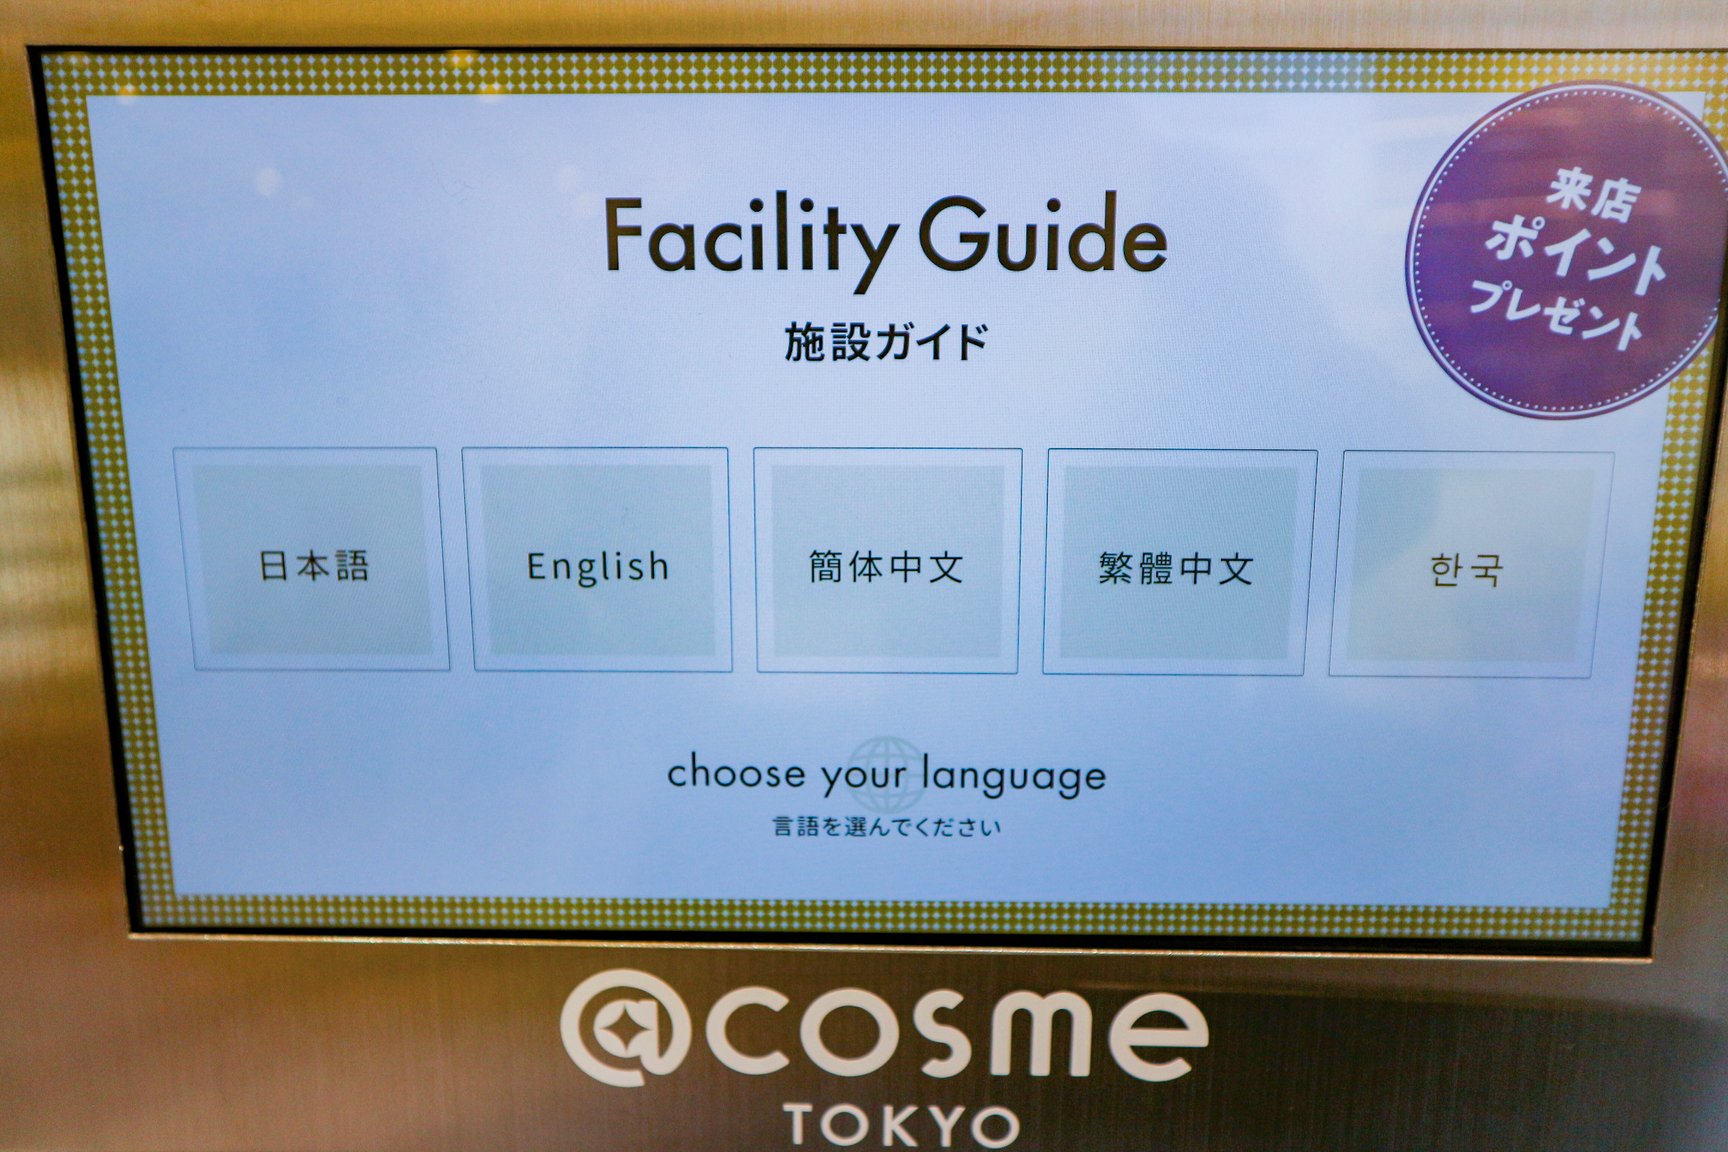 Facility Guide
施設ガイド
来店
ポイント
プレゼント
日本語
English
簡体中文
繁體中文
한국
choose your language
言語を選んでください
@cosme
TOKYO